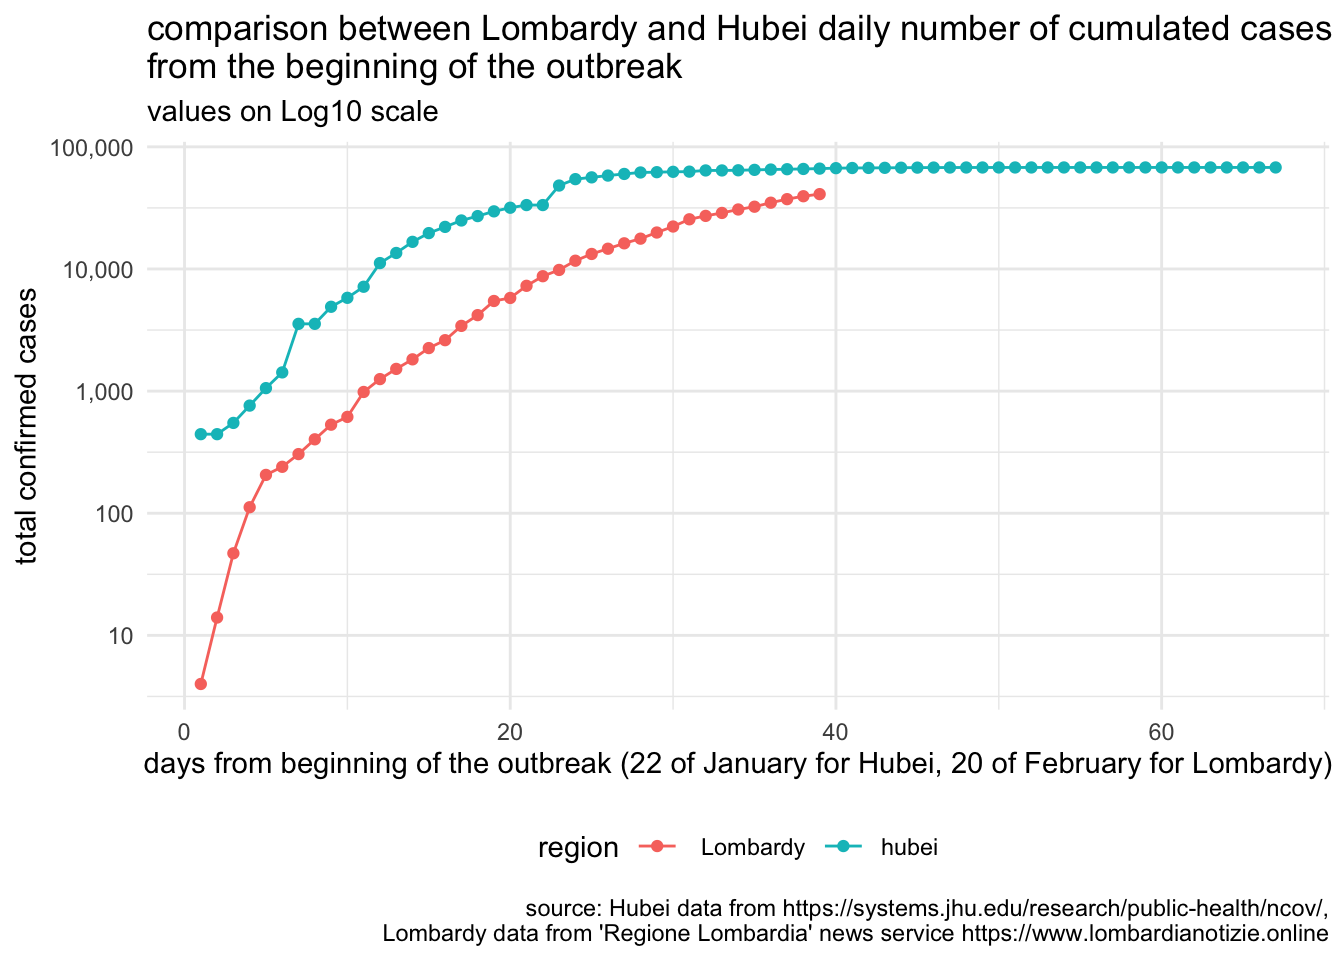 comparison between Lombardy and Hubei daily number of cumulated cases
from the beginning of the outbreak
values on Log10 scale
100,000
10,000
1,000
100
10
total confirmed cases
0 20 40 60
days from beginning of the outbreak (22 of January for Hubei, 20 of February for Lombardy)
region Lombardy hubei
source: Hubei data from https://systems.jhu.edu/research/public-health/ncov/,
Lombardy data from 'Regione Lombardia' news service https://www.lombardianotizie.online